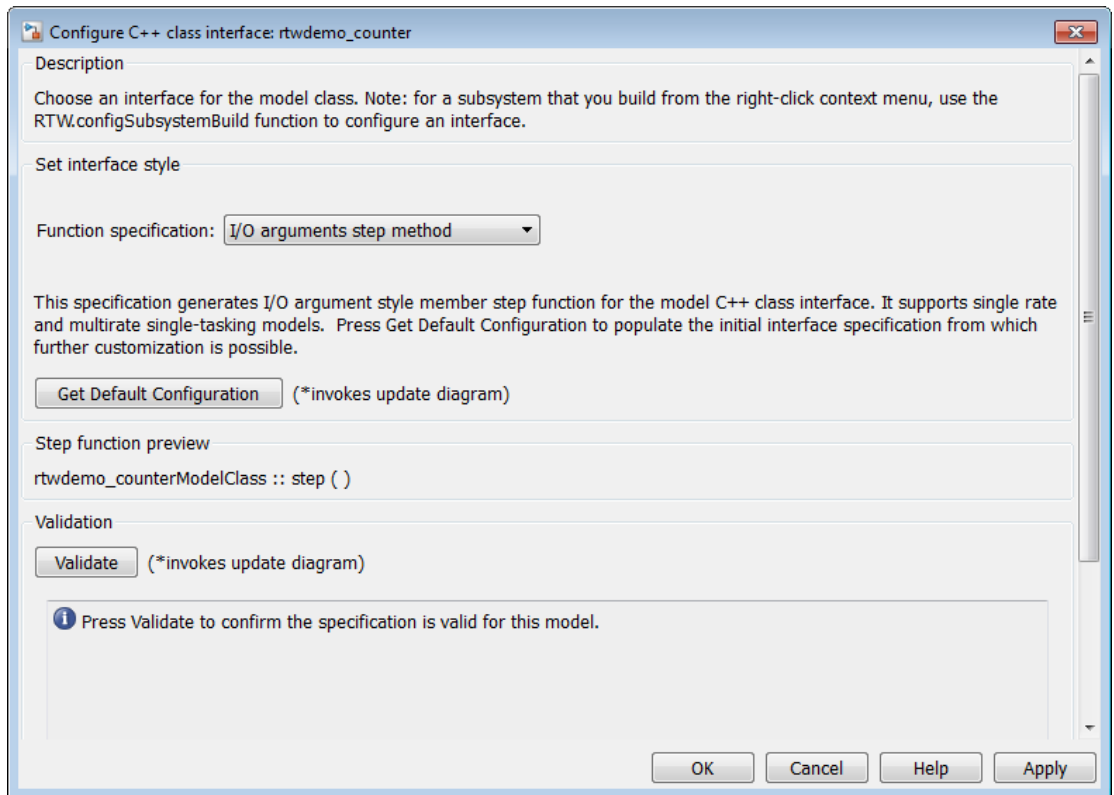 Configure C++ class interface: rtwdemo_counter
Description
Choose an interface for the model class. Note: for a subsystem that you build from the right-click context menu, use the
RTW.configSubsystemBuild function to configure an interface.
Set interface style
Function specification: I/O arguments step method
This specification generates I/O argument style member step function for the model C++ class interface. It supports single rate
and multirate single-tasking models.  Press Get Default Configuration to populate the initial interface specification from which
further customization is possible.
Get Default Configuration (*invokes update diagram)
Step function preview
rtwdemo_counterModelClass :: step ( )
Validation
Validate (*invokes update diagram)
Press Validate to confirm the specification is valid for this model.
OK Cancel Help Apply